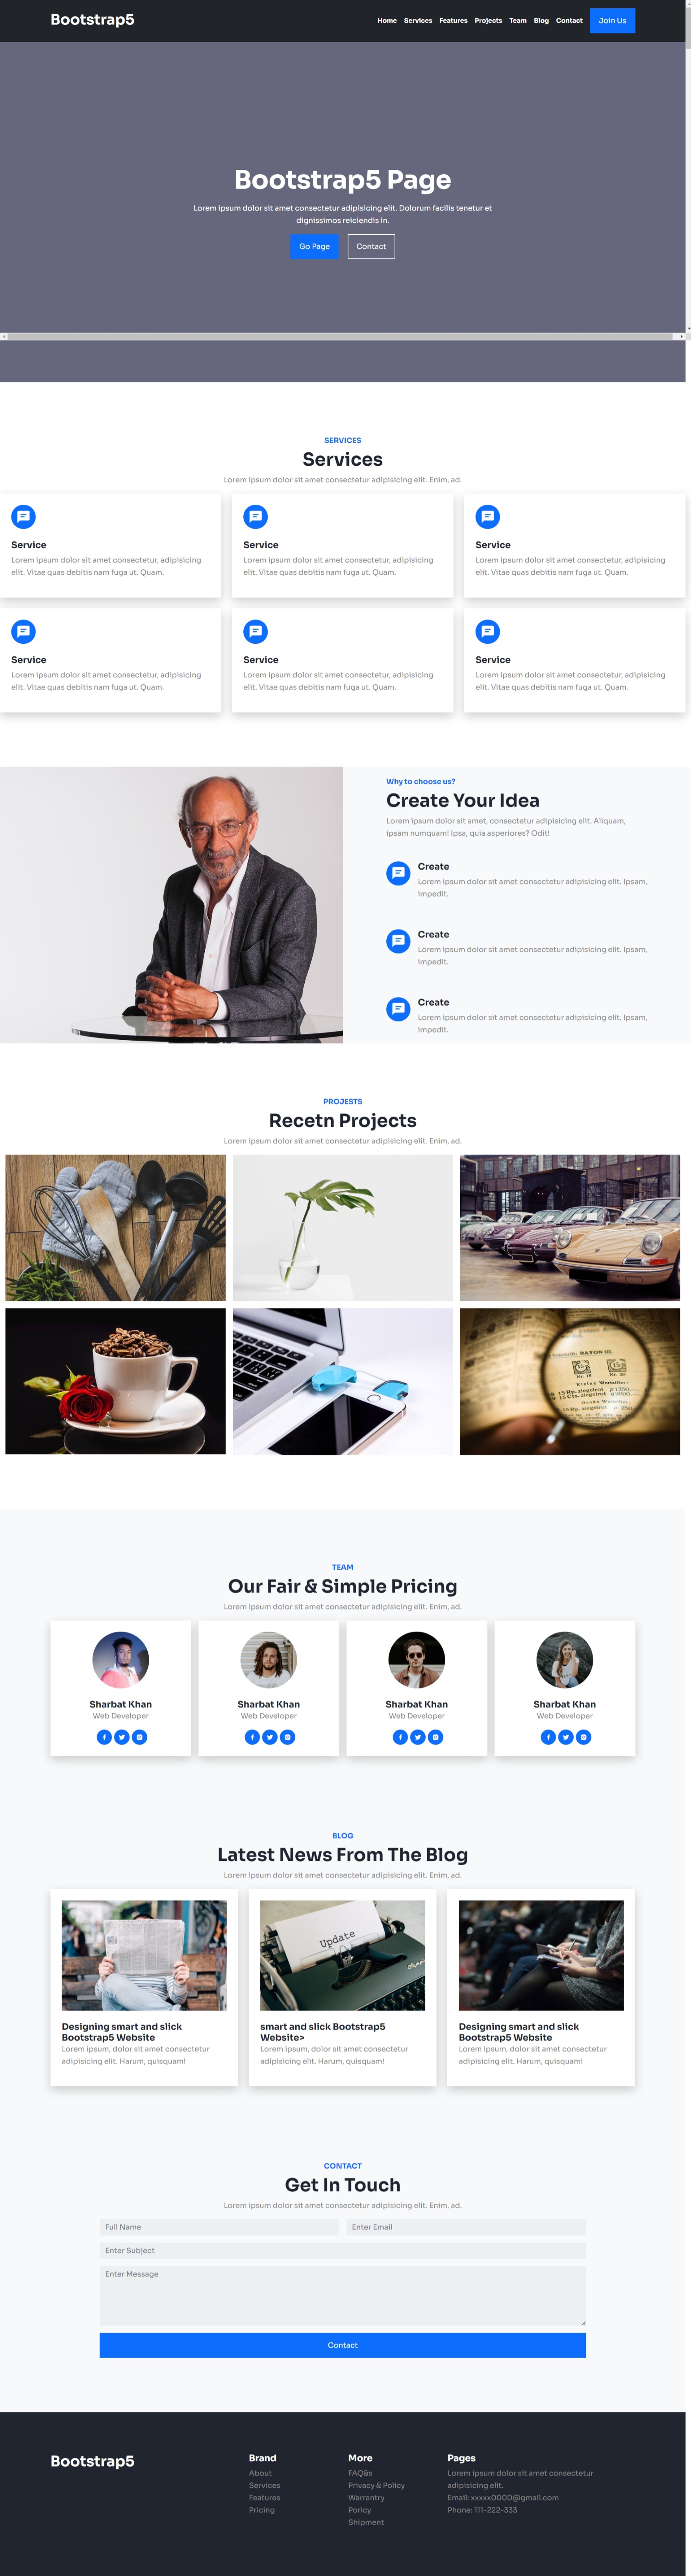 Bootstrap5
Home Services Features Projects Team Blog Contact Join Us
Bootstrap5 Page
Lorem ipsum dolor sit amet consectetur adipisicing elit. Dolorum facilis tenetur et
dignissimos reiciendis in.
Go Page Contact
SERVICES
Services
Lorem ipsum dolor sit amet consectetur adipisicing elit. Enim, ad.
Service
Lorem ipsum dolor sit amet consectetur, adipisicing
elit. Vitae quas debitis nam fuga ut. Quam.
Service
Lorem ipsum dolor sit amet consectetur, adipisicing
elit. Vitae quas debitis nam fuga ut. Quam.
Service
Lorem ipsum dolor sit amet consectetur, adipisicing
elit. Vitae quas debitis nam fuga ut. Quam.
Service
Lorem ipsum dolor sit amet consectetur, adipisicing
elit. Vitae quas debitis nam fuga ut. Quam.
Service
Lorem ipsum dolor sit amet consectetur, adipisicing
elit. Vitae quas debitis nam fuga ut. Quam.
Service
Lorem ipsum dolor sit amet consectetur, adipisicing
elit. Vitae quas debitis nam fuga ut. Quam.
Why to choose us?
Create Your Idea
Lorem ipsum dolor sit amet, consectetur adipisicing elit. Aliquam,
ipsam numquam! Ipsa, quia asperiores? Odit!
Create
Lorem ipsum dolor sit amet consectetur adipisicing elit. Ipsam,
impedit.
Create
Lorem ipsum dolor sit amet consectetur adipisicing elit. Ipsam,
impedit.
Create
Lorem ipsum dolor sit amet consectetur adipisicing elit. Ipsam,
impedit.
PROJESTS
Recetn Projects
Lorem ipsum dolor sit amet consectetur adipisicing elit. Enim, ad.
TEAM
Our Fair & Simple Pricing
Lorem ipsum dolor sit amet consectetur adipisicing elit. Enim, ad.
Sharbat Khan
Web Developer
Sharbat Khan
Web Developer
Sharbat Khan
Web Developer
Sharbat Khan
Web Developer
BLOG
Latest News From The Blog
Lorem ipsum dolor sit amet consectetur adipisicing elit. Enim, ad.
Designing smart and slick
Bootstrap5 Website
Lorem ipsum, dolor sit amet consectetur
adipisicing elit. Harum, quisquam!
Update
smart and slick Bootstrap5
Website>
Lorem ipsum, dolor sit amet consectetur
adipisicing elit. Harum, quisquam!
Designing smart and slick
Bootstrap5 Website
Lorem ipsum, dolor sit amet consectetur
adipisicing elit. Harum, quisquam!
CONTACT
Get In Touch
Lorem ipsum dolor sit amet consectetur adipisicing elit. Enim, ad.
Full Name
Enter Email
Enter Subject
Enter Message
Contact
Bootstrap5
Brand
About
Services
Features
Pricing
More
FAQ&s
Privacy & Policy
Warrantry
Poricy
Shipment
Pages
Lorem ipsum dolor sit amet consectetur
adipisicing elit.
Email: xxxxx0000@gmail.com
Phone: 111-222-333